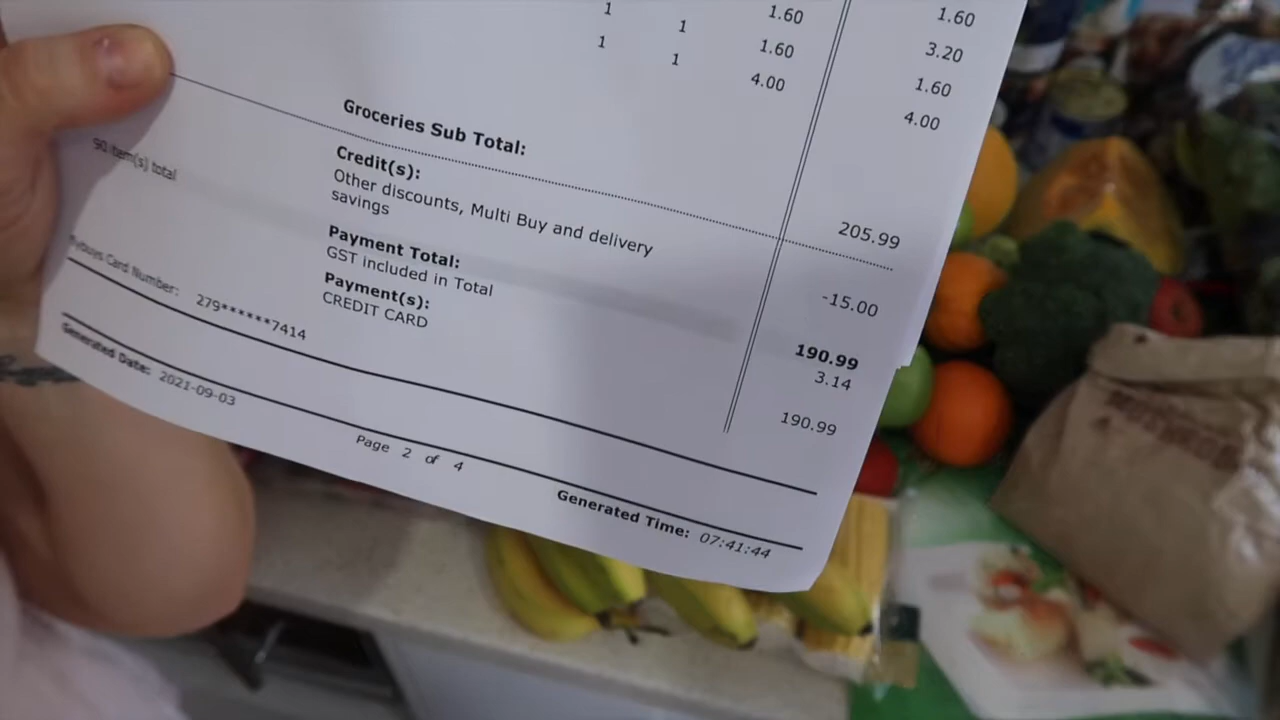 1 1 1.60 1.60
1 1 1.60 3.20
4.00 1.60
4.00
Groceries Sub Total: 205.99
90 item(s) total
Credit(s):
Other discounts, Multi Buy and delivery savings -15.00
Payment Total: 190.99
GST included in Total 3.14
Payment(s):
CREDIT CARD 190.99
Card Number: 279******7414
Generated Date: 2021-09-03
Page 2 of 4
Generated Time: 07:41:44